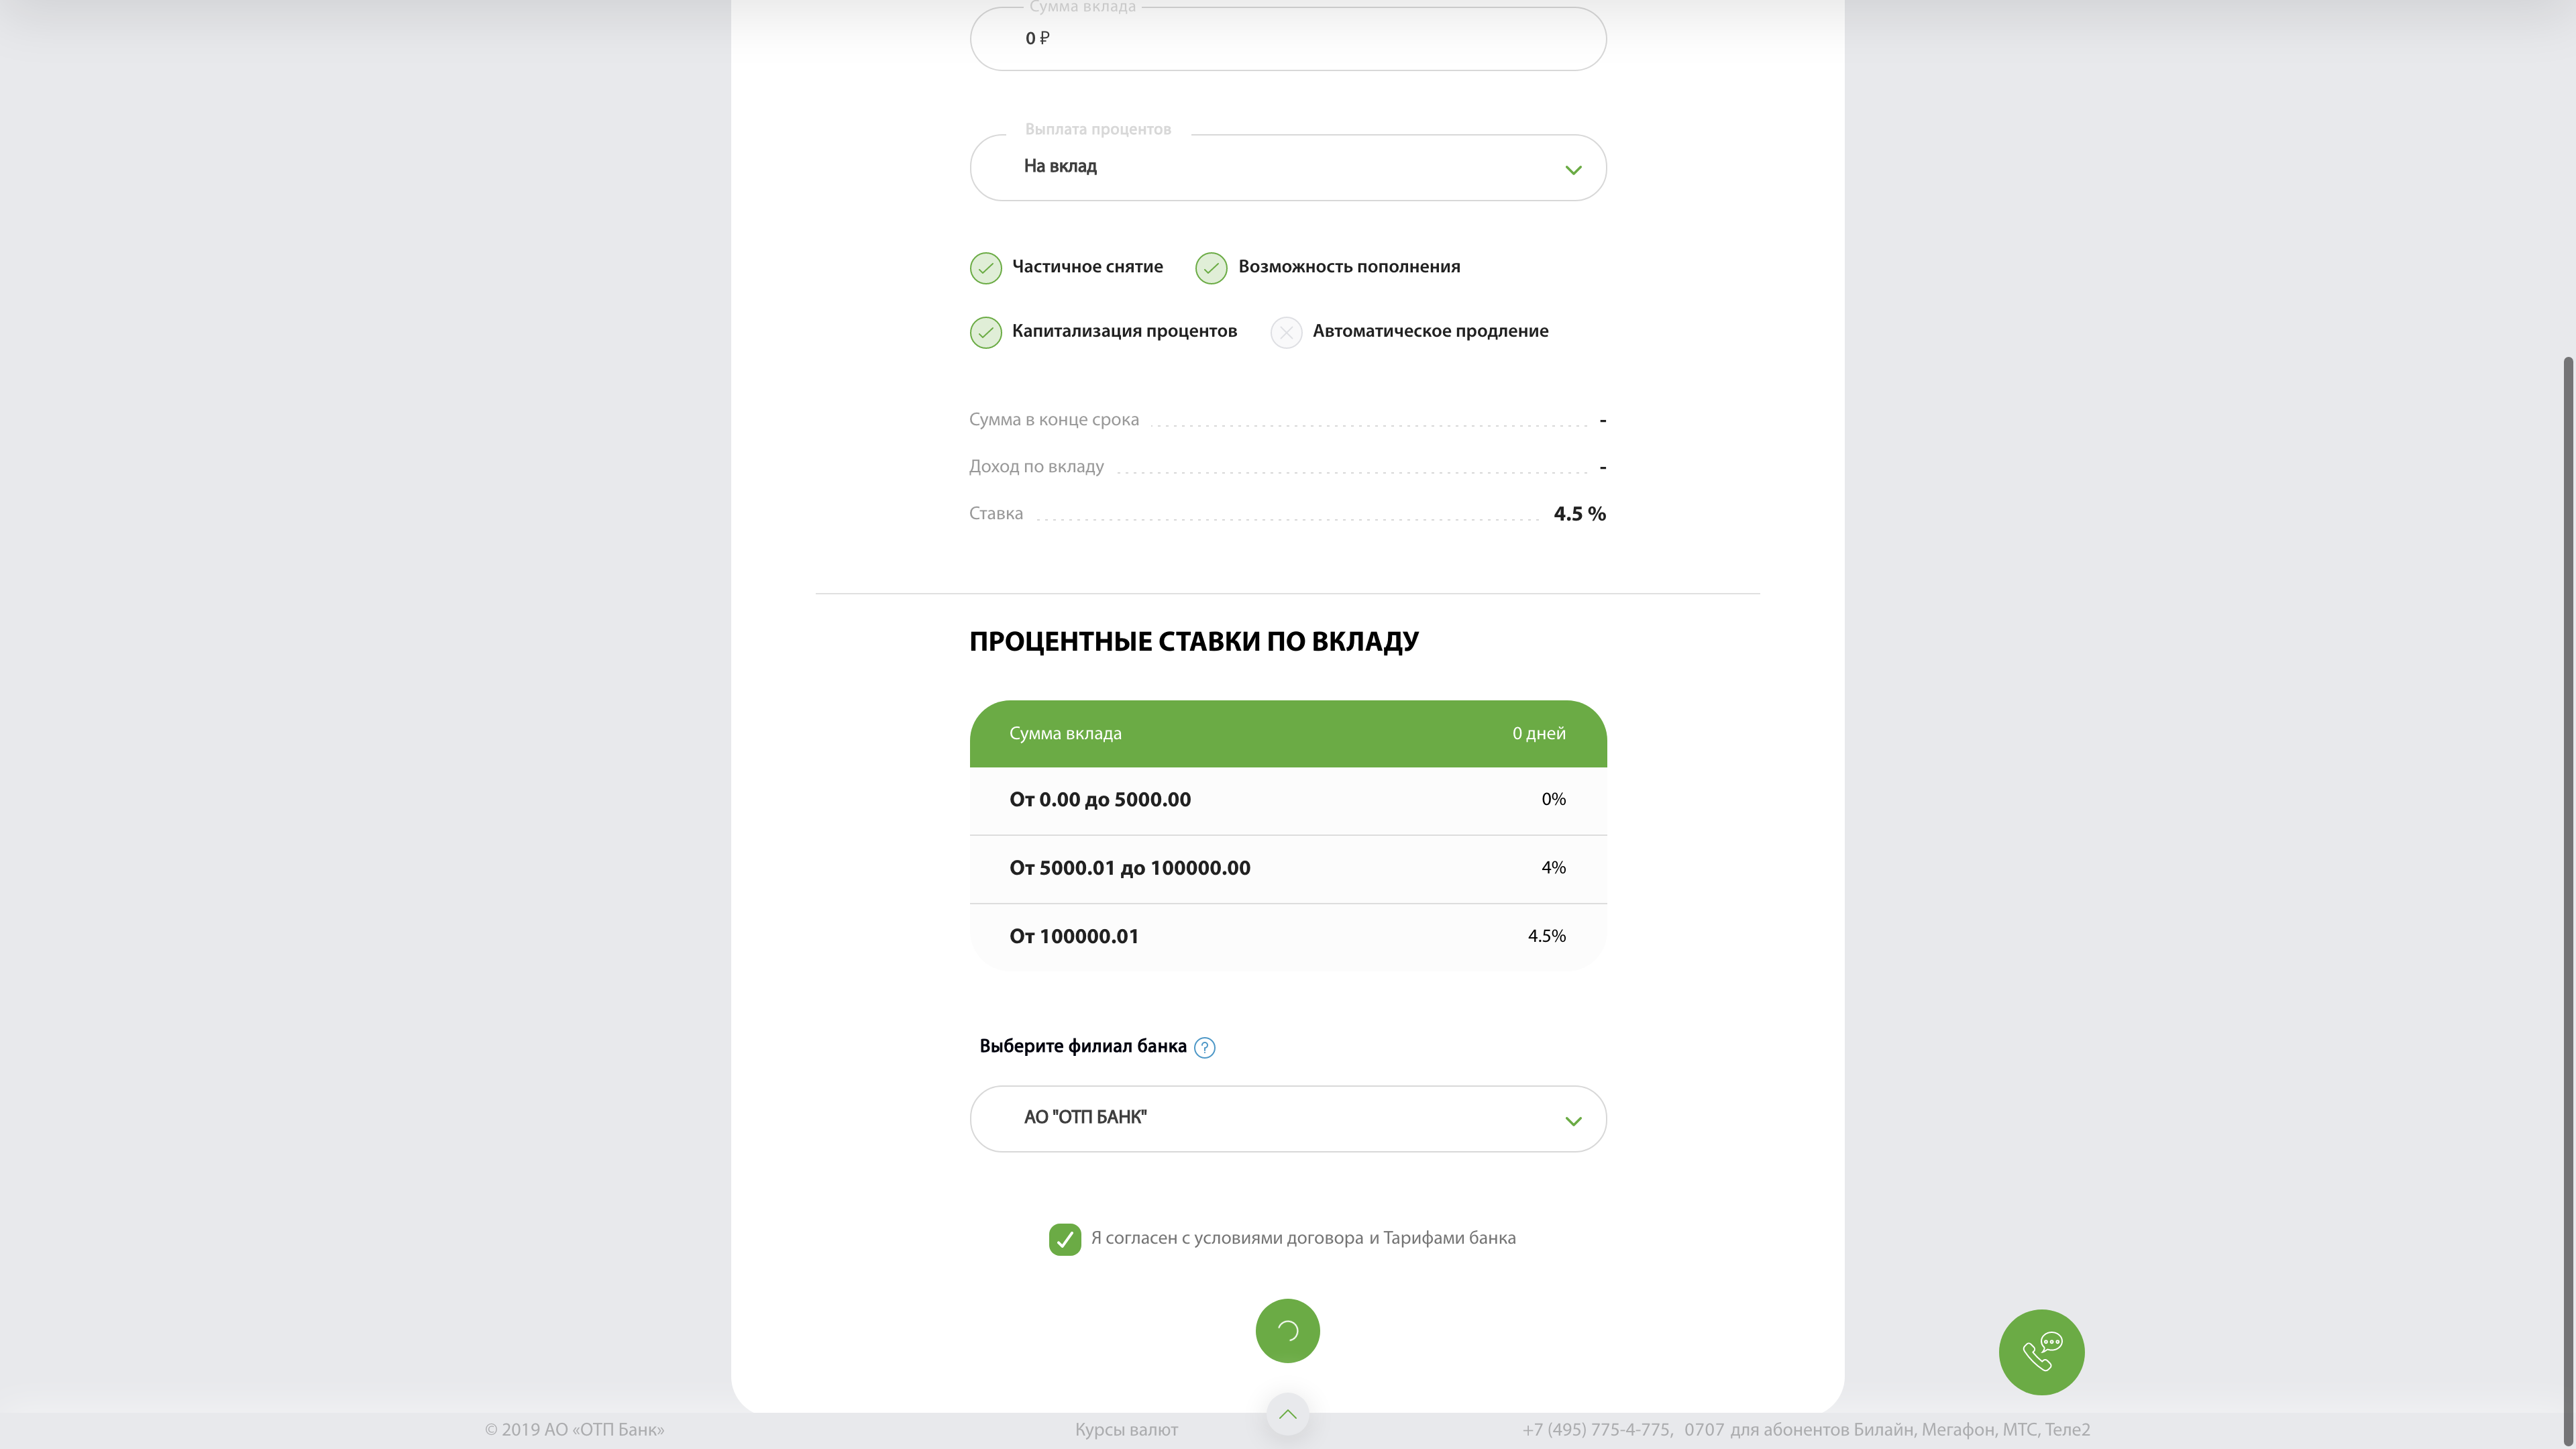 Сумма вклада
0 ₽
Выплата процентов
На вклад
Частичное снятие Возможность пополнения
Капитализация процентов Автоматическое продление
Сумма в конце срока -
Доход по вкладу -
Ставка 4.5 %
ПРОЦЕНТНЫЕ СТАВКИ ПО ВКЛАДУ
Сумма вклада 0 дней
От 0.00 до 5000.00 0%
От 5000.01 до 100000.00 4%
От 100000.01 4.5%
Выберите филиал банка ?
АО "ОТП БАНК"
Я согласен с условиями договора и Тарифами банка
© 2019 АО «ОТП Банк» Курсы валют +7 (495) 775-4-775, 0707 для абонентов Билайн, Мегафон, МТС, Теле2